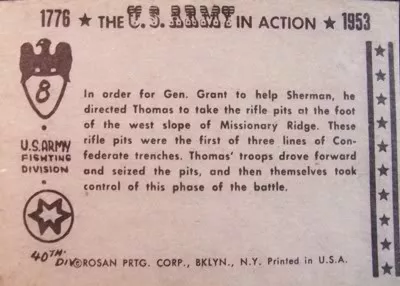 1776 ★ THE U.S. ARMY IN ACTION ★ 1953
8
U.S. ARMY
FIGHTING
DIVISION
In order for Gen. Grant to help Sherman, he
directed Thomas to take the rifle pits at the foot
of the west slope of Missionary Ridge. These
rifle pits were the first of three lines of Con-
federate trenches. Thomas' troops drove forward
and seized the pits, and then themselves took
control of this phase of the battle.
40TH DIV.
©ROSAN PRTG. CORP., BKLYN., N.Y. Printed in U.S.A.